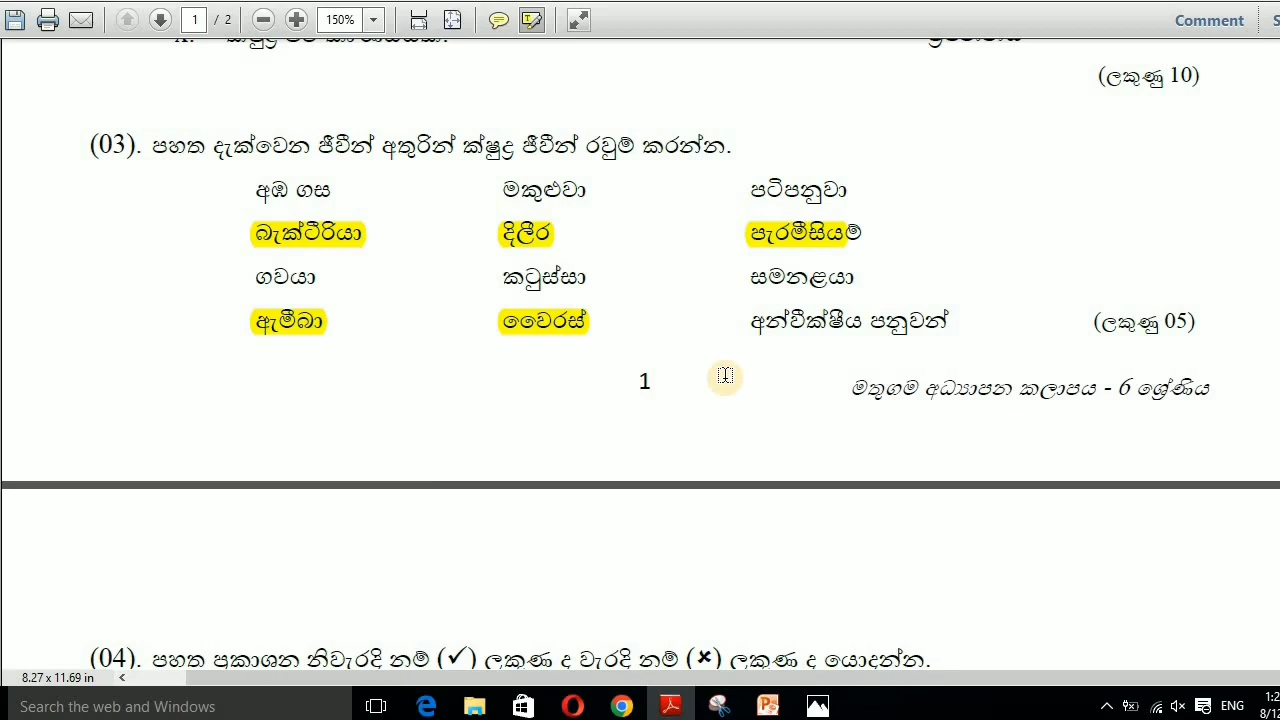 1 / 2 150% Comment
(ලකුණු 10)
(03). පහත දැක්වෙන ජීවීන් අතුරින් ක්ෂුද්‍ර ජීවීන් රවුම් කරන්න.
අඹ ගස මකුළුවා පටිපනුවා
බැක්ටීරියා දිලීර පැරමීසියම්
ගවයා කටුස්සා සමනළයා
ඇමීබා වෛරස් අන්වීක්ෂීය පනුවන් (ලකුණු 05)
1
මතුගම අධ්‍යාපන කලාපය - 6 ශ්‍රේණිය
(04). පහත ප්‍රකාශන නිවැරදි නම් (✓) ලකුණ ද වැරදි නම් (✗) ලකුණ ද යොදන්න.
8.27 x 11.69 in
Search the web and Windows
ENG